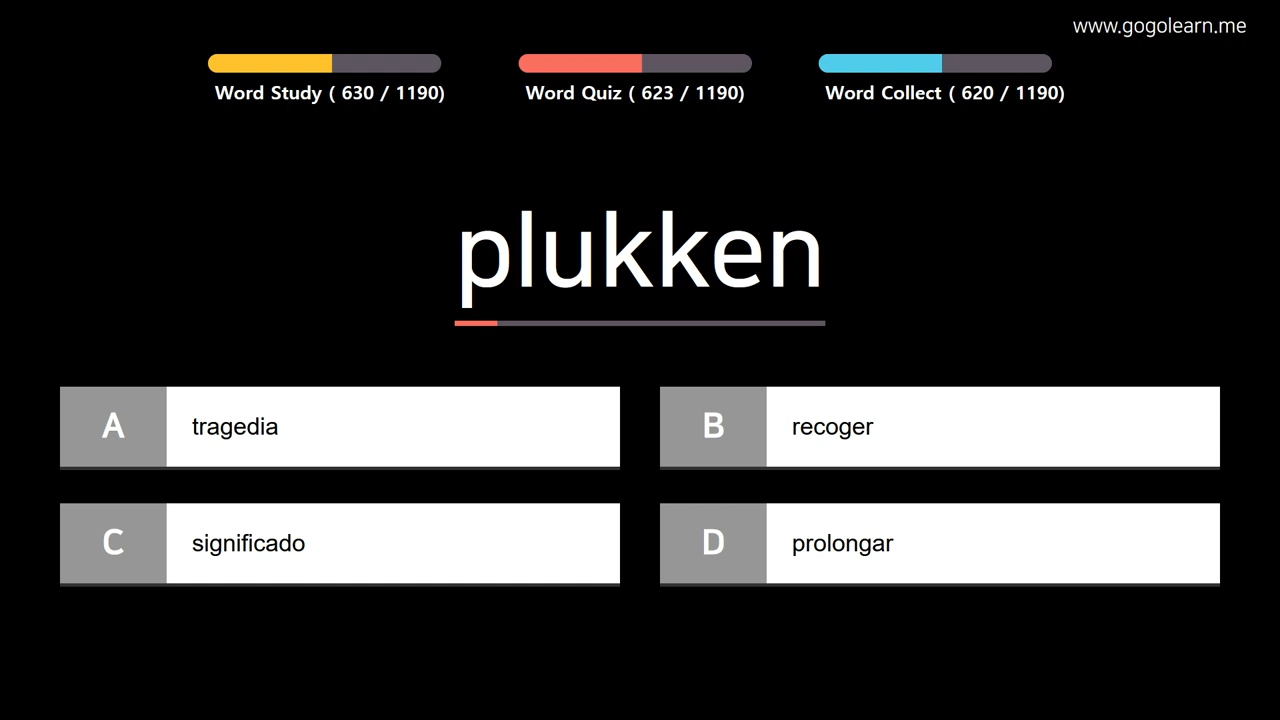 www.gogolearn.me
Word Study ( 630 / 1190)
Word Quiz ( 623 / 1190)
Word Collect ( 620 / 1190)
plukken
A
tragedia
B
recoger
C
significado
D
prolongar